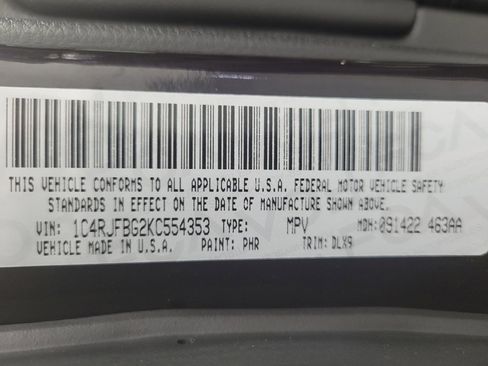 THIS VEHICLE CONFORMS TO ALL APPLICABLE U.S.A. FEDERAL MOTOR VEHICLE SAFETY
STANDARDS IN EFFECT ON THE DATE OF MANUFACTURE SHOWN ABOVE.
VIN: 1C4RJFBG2KC554353 TYPE: MPV MDH: 091422 463AA
VEHICLE MADE IN U.S.A. PAINT: PHR TRIM: DLX9